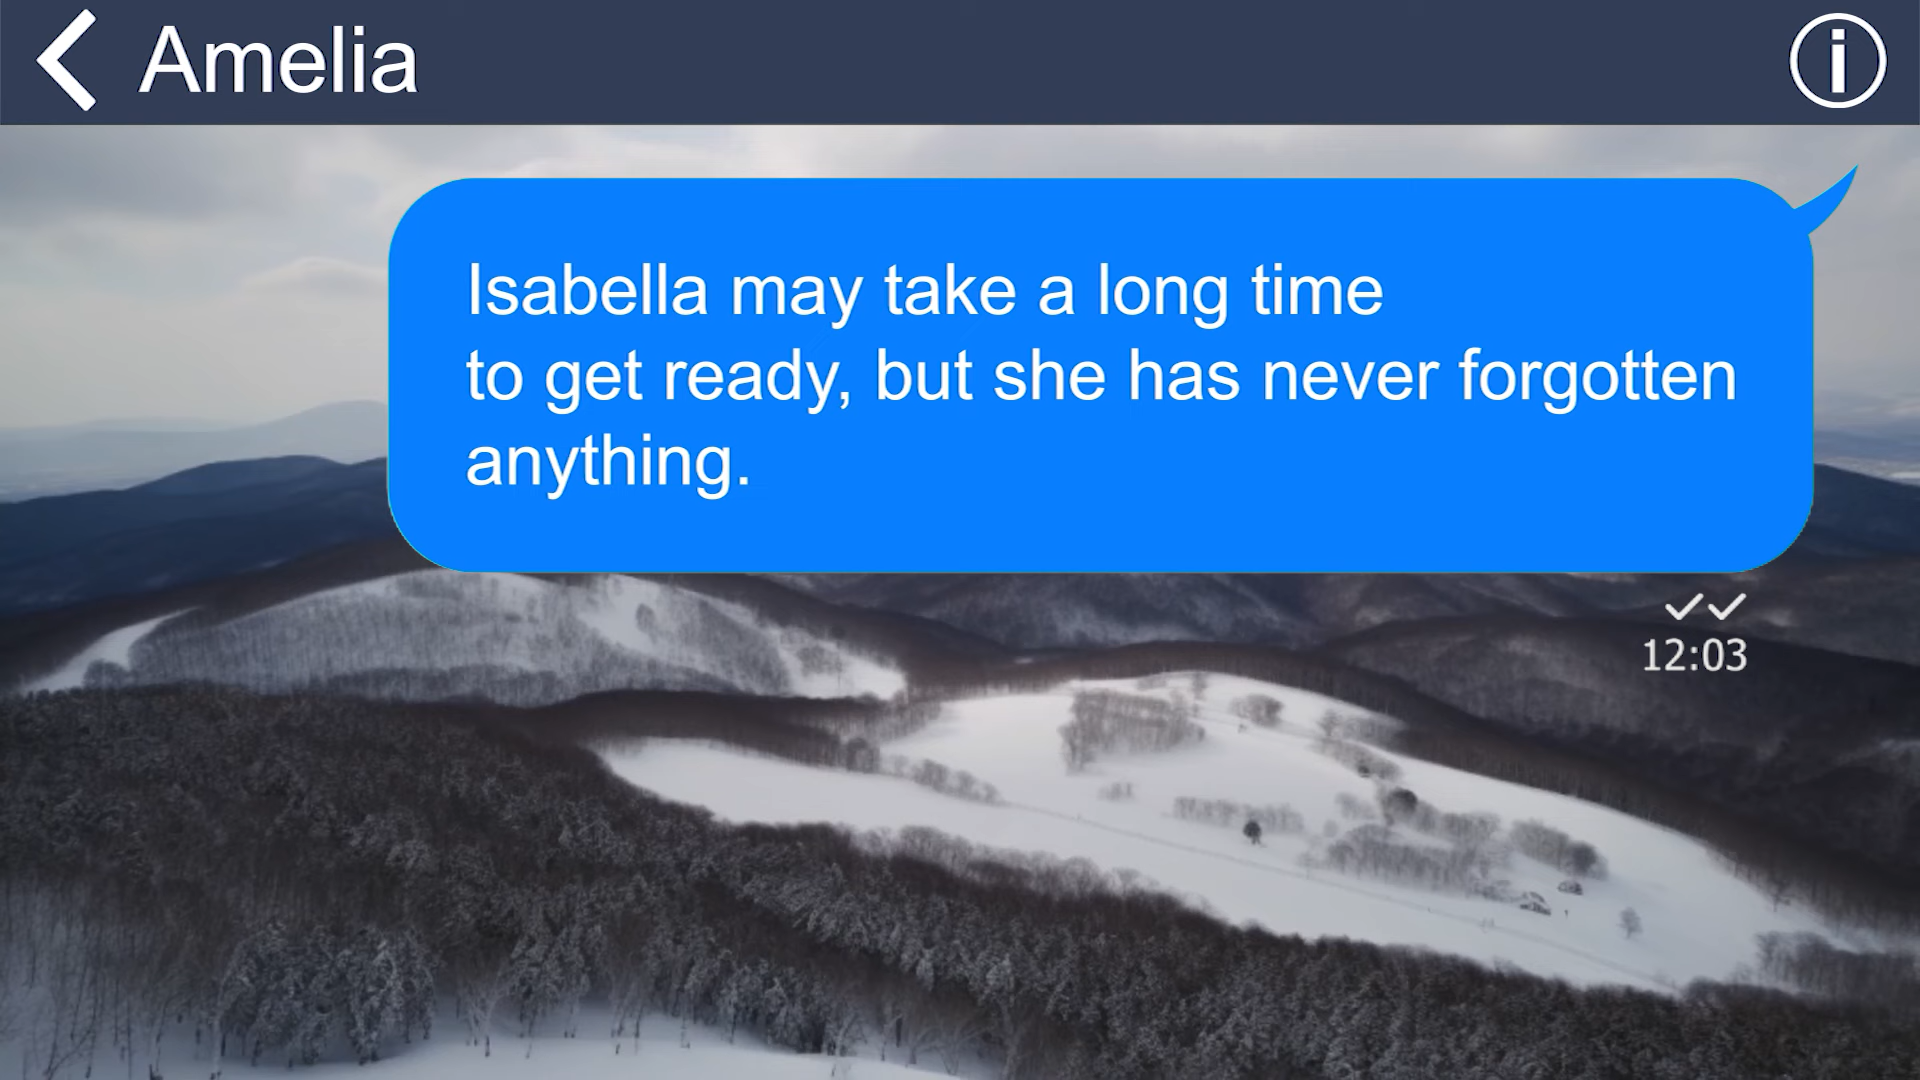 Amelia
Isabella may take a long time
to get ready, but she has never forgotten
anything.
12:03